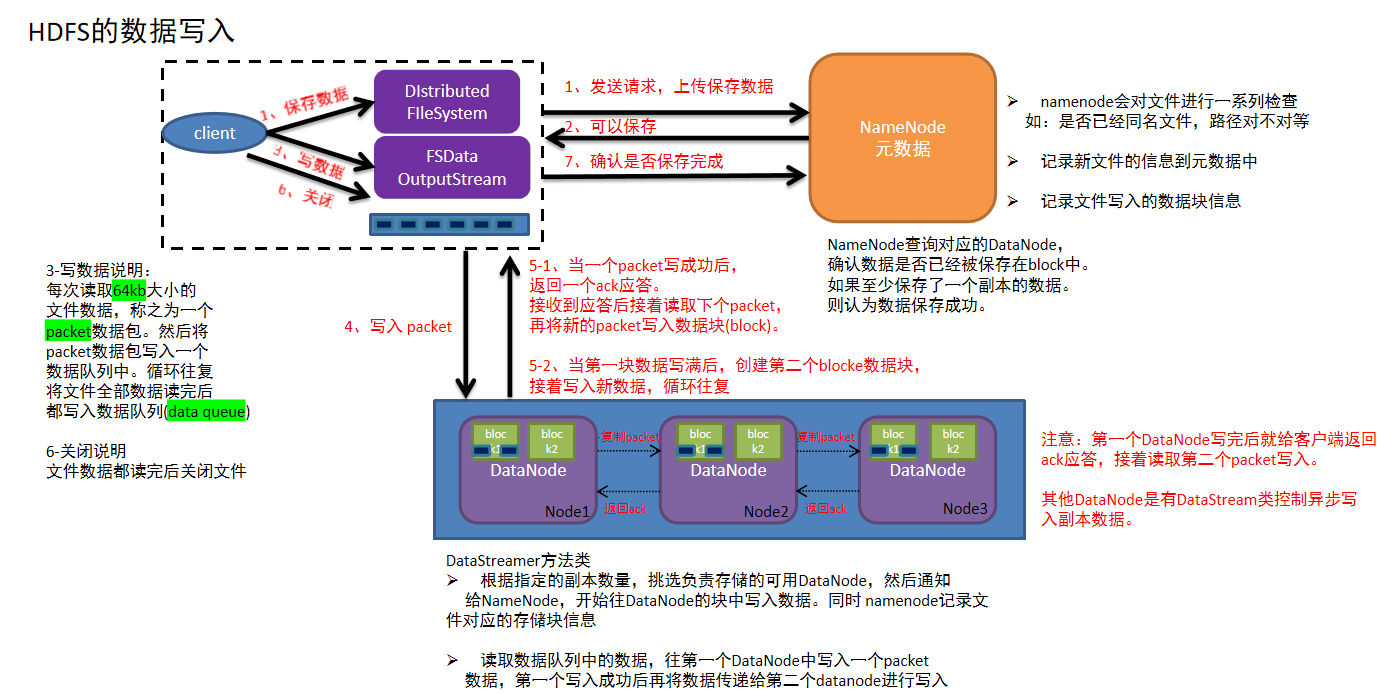 HDFS的数据写入
client
1、保存数据
3、写数据
6、关闭
DIstributed
FIleSystem
FSData
OutputStream
1、发送请求，上传保存数据
2、可以保存
7、确认是否保存完成
NameNode
元数据
namenode会对文件进行一系列检查
如：是否已经同名文件，路径对不对等
记录新文件的信息到元数据中
记录文件写入的数据块信息
NameNode查询对应的DataNode，
确认数据是否已经被保存在block中。
如果至少保存了一个副本的数据。
则认为数据保存成功。
3-写数据说明：
每次读取64kb大小的
文件数据，称之为一个
packet数据包。然后将
packet数据包写入一个
数据队列中。循环往复
将文件全部数据读完后
都写入数据队列(data queue)
6-关闭说明
文件数据都读完后关闭文件
4、写入 packet
5-1、当一个packet写成功后，
返回一个ack应答。
接收到应答后接着读取下个packet，
再将新的packet写入数据块(block)。
5-2、当第一块数据写满后，创建第二个blocke数据块，
接着写入新数据，循环往复
bloc
k1
bloc
k2
DataNode
Node1
复制packet
返回ack
bloc
k1
bloc
k2
DataNode
Node2
复制packet
返回ack
bloc
k1
bloc
k2
DataNode
Node3
注意：第一个DataNode写完后就给客户端返回
ack应答，接着读取第二个packet写入。
其他DataNode是有DataStream类控制异步写
入副本数据。
DataStreamer方法类
根据指定的副本数量，挑选负责存储的可用DataNode，然后通知
给NameNode，开始往DataNode的块中写入数据。同时 namenode记录文
件对应的存储块信息
读取数据队列中的数据，往第一个DataNode中写入一个packet
数据，第一个写入成功后再将数据传递给第二个datanode进行写入